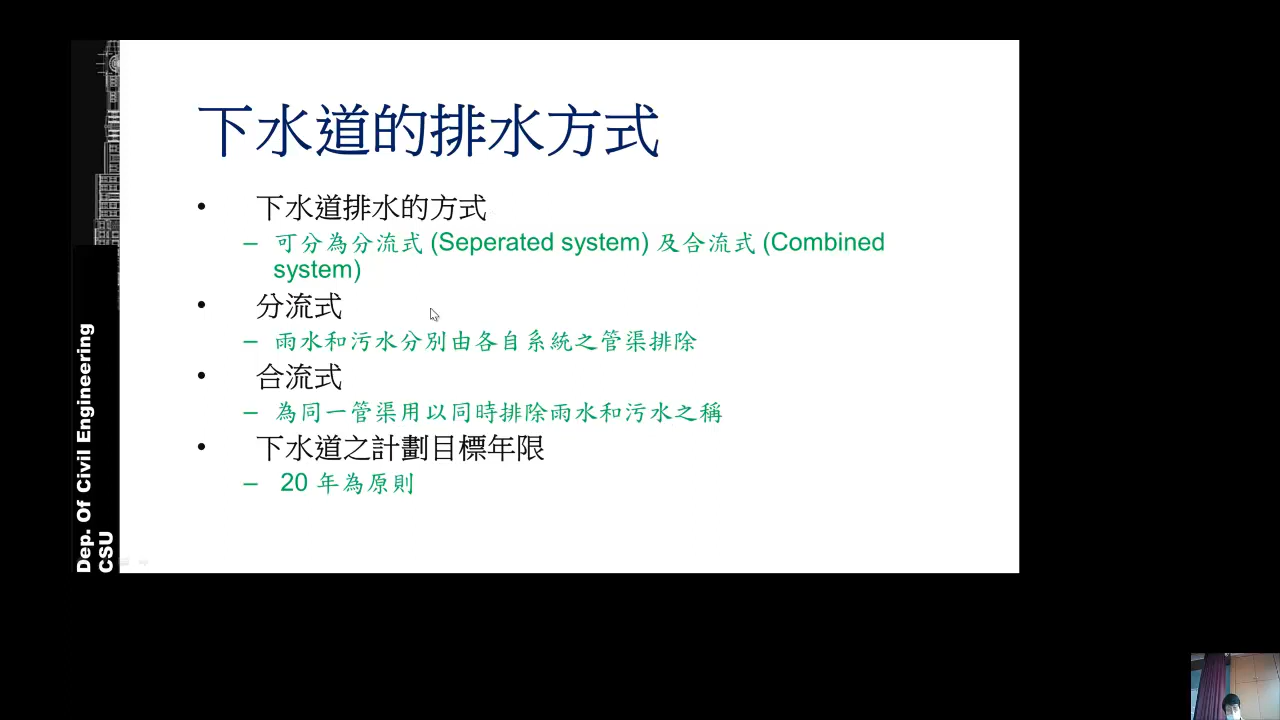 下水道的排水方式
• 下水道排水的方式
– 可分為分流式 (Seperated system) 及合流式 (Combined
system)
• 分流式
– 雨水和污水分別由各自系統之管渠排除
• 合流式
– 為同一管渠用以同時排除雨水和污水之稱
• 下水道之計劃目標年限
– 20 年為原則
Dep. Of Civil Engineering
CSU